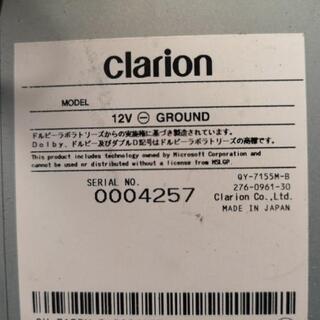 clarion
MODEL
12V ⊖ GROUND
ドルビーラボラトリーズからの実施権に基づき製造されています。
Dolby、ドルビー及びダブルD記号はドルビーラボラトリーズの商標です。
This product includes technology owned by Microsoft Corporation and
cannot be used or distributed without a license from MSLGP.
SERIAL NO.
0004257
QY-7155M-B
276-0961-30
Clarion Co.,Ltd.
MADE IN JAPAN